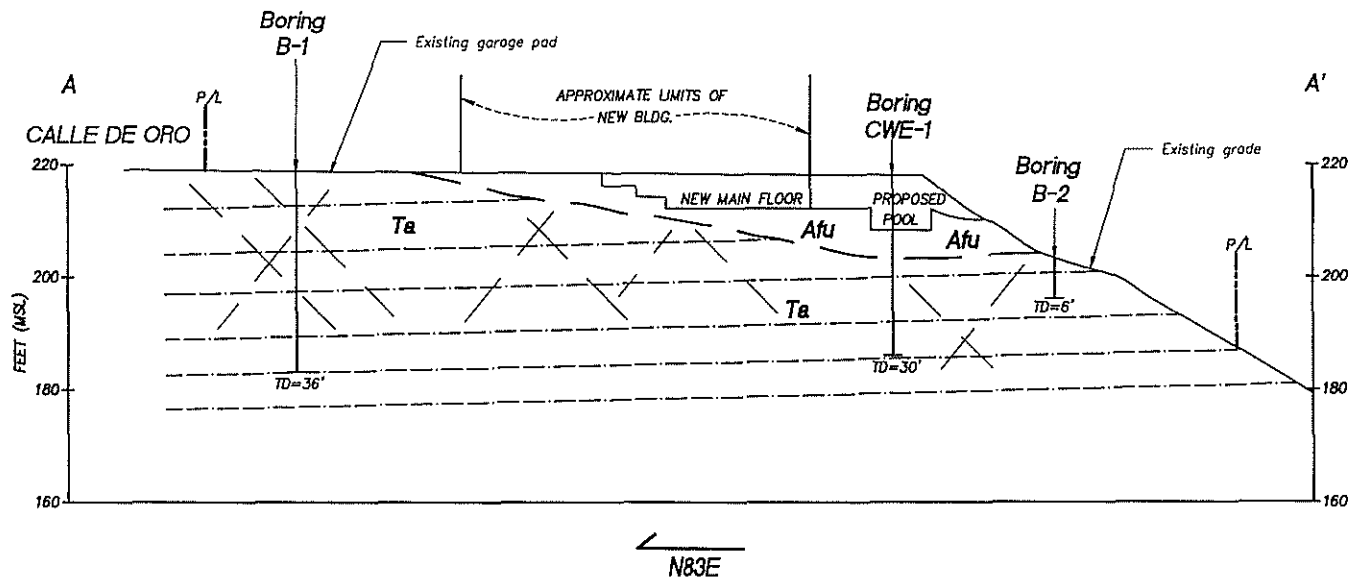 Boring
B-1
Existing garage pad
A
P/L
CALLE DE ORO
APPROXIMATE LIMITS OF
NEW BLDG.
Boring
CWE-1
A'
Existing grade
Boring
B-2
P/L
220
220
NEW MAIN FLOOR
PROPOSED
POOL
Ta
Afu
Afu
200
200
TD=6'
Ta
FEET (MSL)
TD=36'
TD=30'
180
180
160
160
N83E